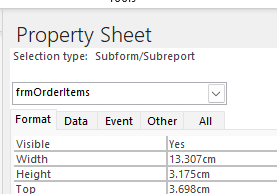 Tools
Property Sheet
Selection type: Subform/Subreport
frmOrderItems
Format Data Event Other All
Visible Yes
Width 13.307cm
Height 3.175cm
Top 3.698cm